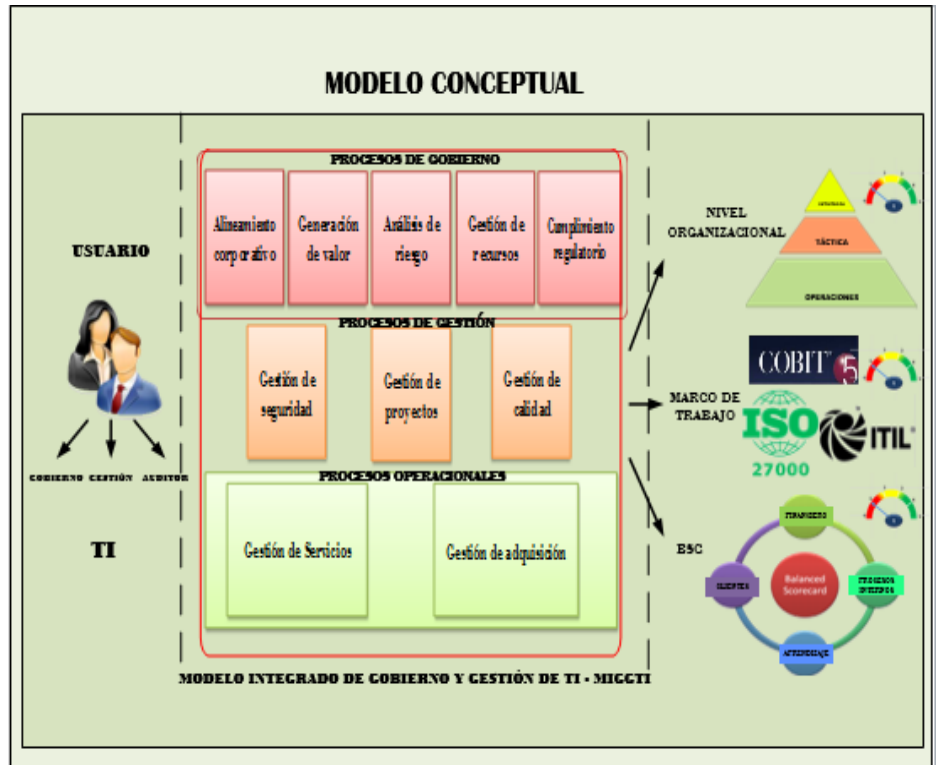 MODELO CONCEPTUAL
USUARIO
GOBIERNO GESTIÓN AUDITOR
TI
PROCESOS DE GOBIERNO
Alineamiento
corporativo
Generación
de valor
Análisis de
riesgo
Gestión de
recursos
Cumplimiento
regulatorio
PROCESOS DE GESTIÓN
Gestión de
seguridad
Gestión de
proyectos
Gestión de
calidad
PROCESOS OPERACIONALES
Gestión de Servicios
Gestión de adquisición
MODELO INTEGRADO DE GOBIERNO Y GESTIÓN DE TI - MIGGTI
NIVEL
ORGANIZACIONAL
TÁCTICA
OPERACIONES
MARCO DE
TRABAJO
COBIT 5
ISO
27000
ITIL
BSC
FINANCIERO
CLIENTES
Balanced
Scorecard
PROCESOS
INTERNOS
APRENDIZAJE